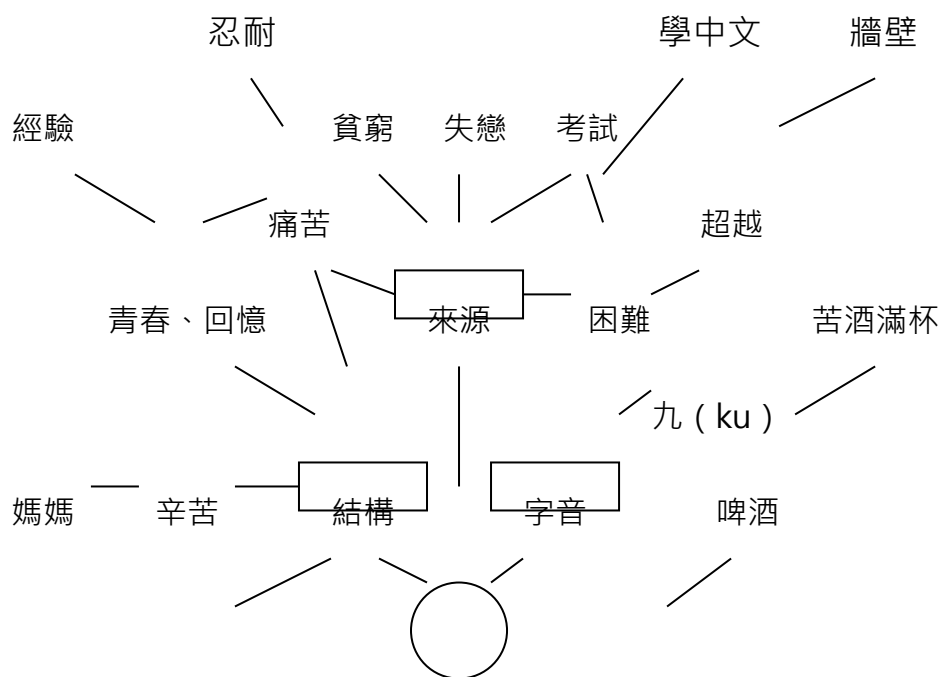 忍耐 學中文 牆壁
經驗 貧窮 失戀 考試
痛苦 超越
青春、回憶 來源 困難 苦酒滿杯
九（ku）
媽媽 辛苦 結構 字音 啤酒